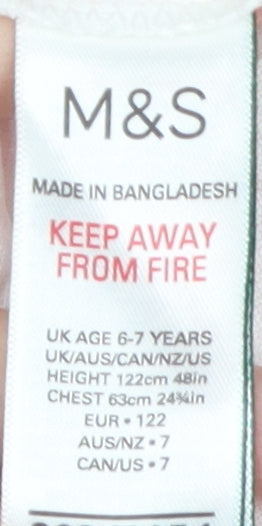 M&S
MADE IN BANGLADESH
KEEP AWAY
FROM FIRE
UK AGE 6-7 YEARS
UK/AUS/CAN/NZ/US
HEIGHT 122cm 48in
CHEST 63cm 24¾in
EUR • 122
AUS/NZ • 7
CAN/US • 7